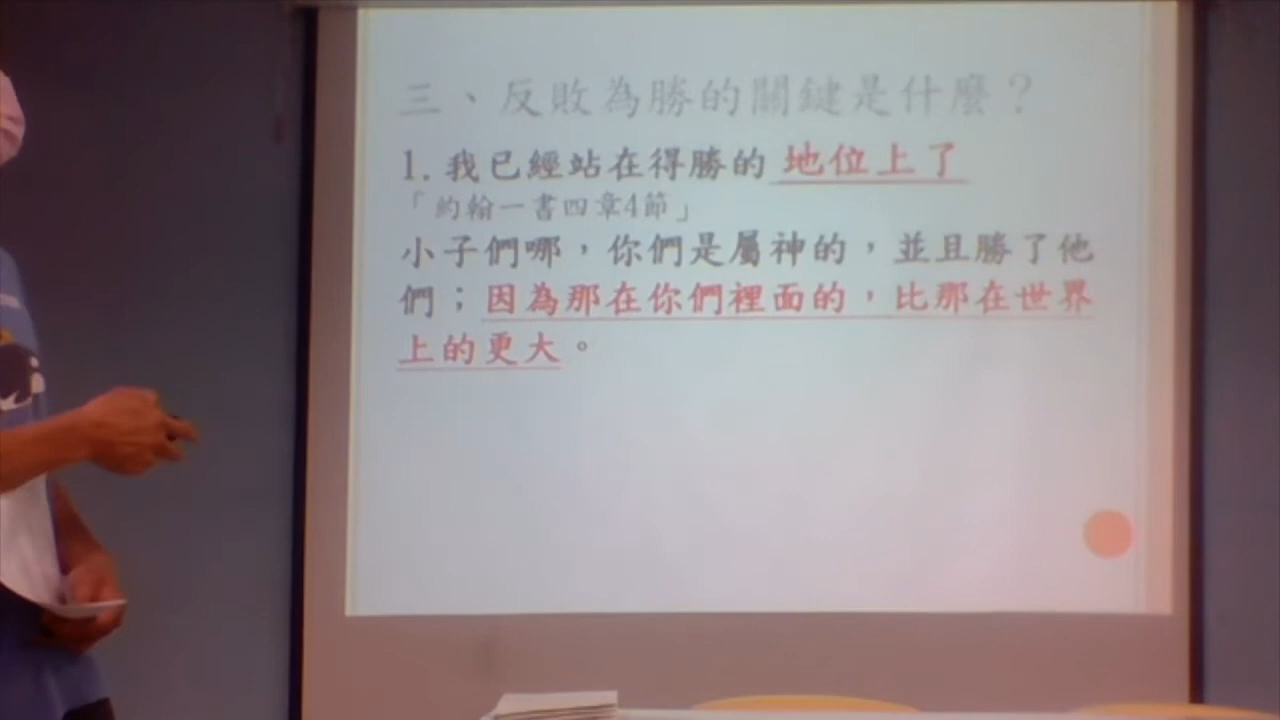 三、反敗為勝的關鍵是什麼？
1.我已經站在得勝的 地位上了
「約翰一書四章4節」
小子們哪，你們是屬神的，並且勝了他
們；因為那在你們裡面的，比那在世界
上的更大。